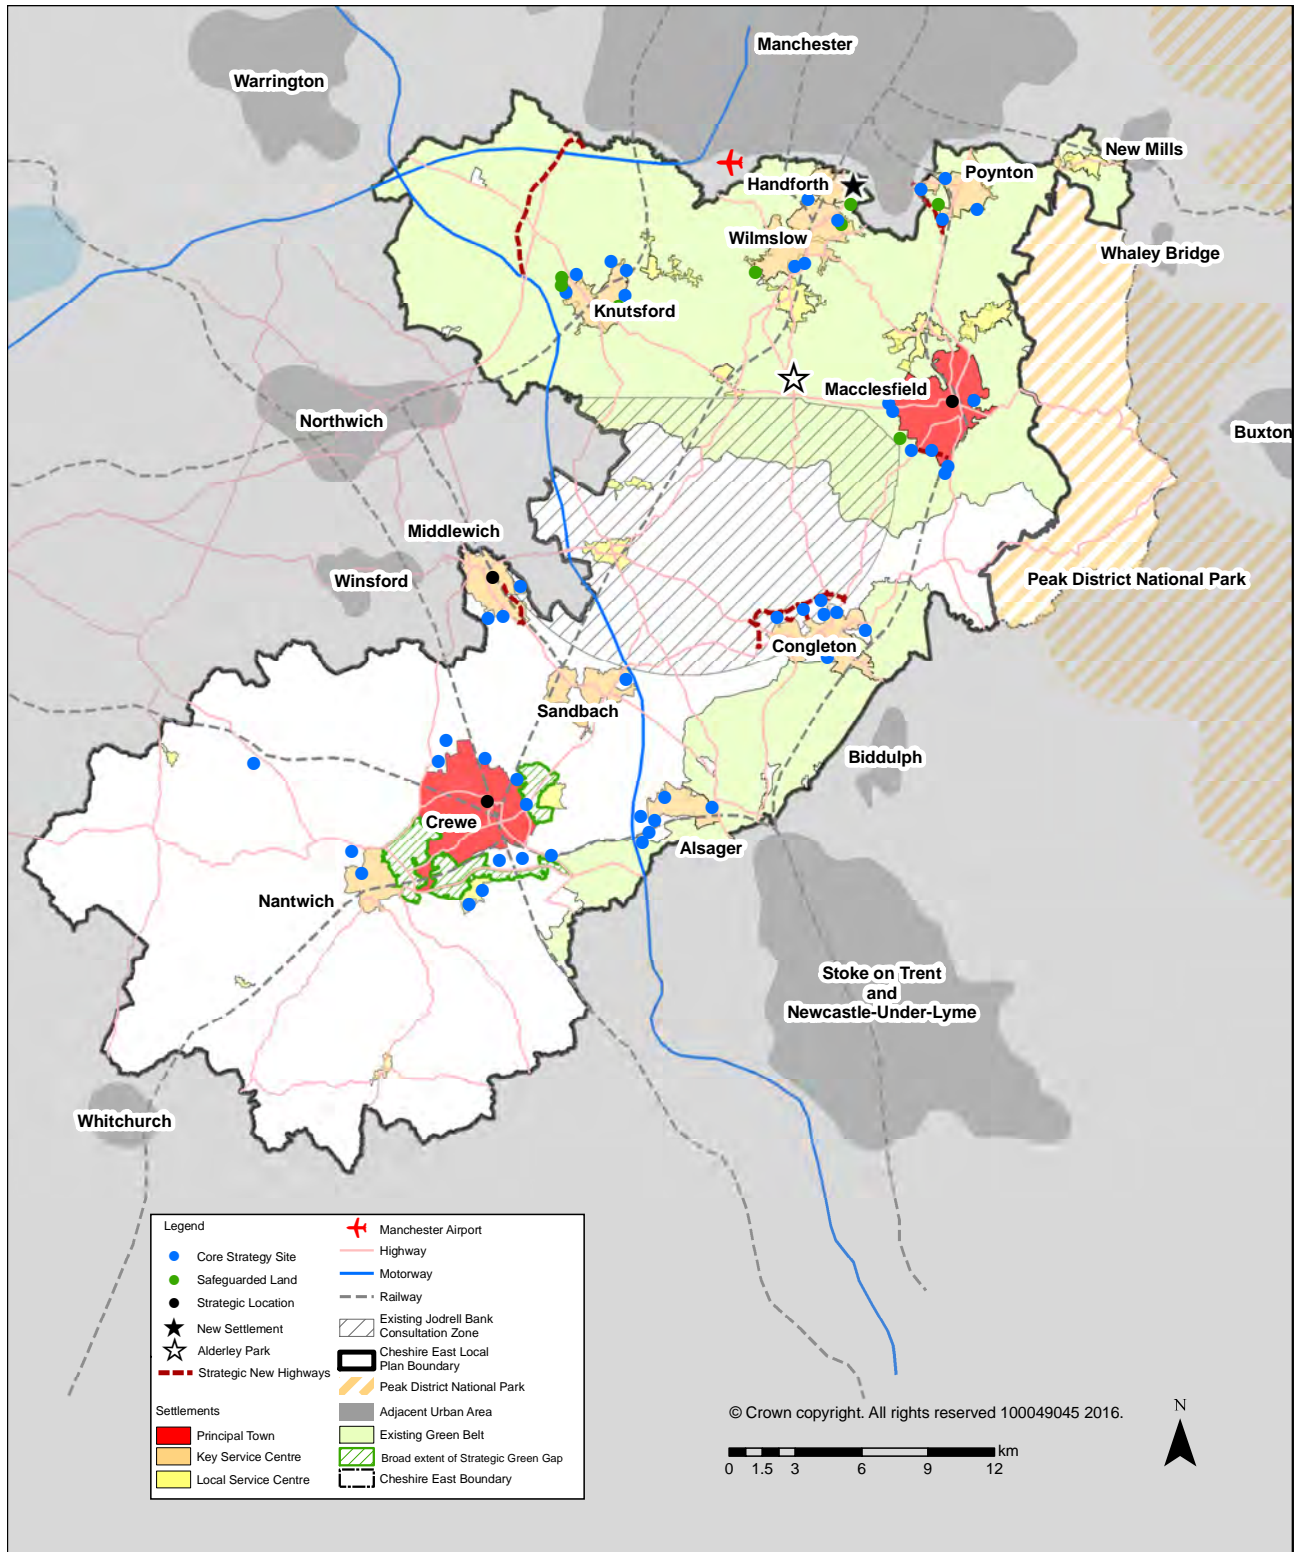 Manchester
Warrington
New Mills
Poynton
Handforth
Wilmslow
Whaley Bridge
Knutsford
Macclesfield
Northwich
Buxton
Middlewich
Winsford
Peak District National Park
Congleton
Sandbach
Biddulph
Crewe
Alsager
Nantwich
Stoke on Trent
and
Newcastle-Under-Lyme
Whitchurch
Legend
Core Strategy Site
Safeguarded Land
Strategic Location
New Settlement
Alderley Park
Strategic New Highways
Settlements
Principal Town
Key Service Centre
Local Service Centre
Manchester Airport
Highway
Motorway
Railway
Existing Jodrell Bank
Consultation Zone
Cheshire East Local
Plan Boundary
Peak District National Park
Adjacent Urban Area
Existing Green Belt
Broad extent of Strategic Green Gap
Cheshire East Boundary
© Crown copyright. All rights reserved 100049045 2016.
N
km
0 1.5 3 6 9 12